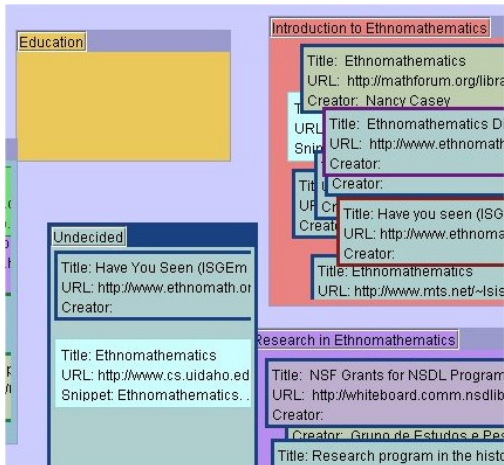 Education
Introduction to Ethnomathematics
Title: Ethnomathematics
URL: http://mathforum.org/libra
Creator: Nancy Casey
Title: Ethnomathematics D
URL: http://www.ethnomath
Creator:
Creator:
Title: Have you seen (ISG
URL: http://www.ethnoma
Creator:
Title: Ethnomathematics
URL: http://www.mts.net/~lsis
Undecided
Title: Have You Seen (ISGEm
URL: http://www.ethnomath.or
Creator:
Title: Ethnomathematics
URL: http://www.cs.uidaho.ed
Snippet: Ethnomathematics. .
Research in Ethnomathematics
Title: NSF Grants for NSDL Program
URL: http://whiteboard.comm.nsdlib
Creator:
Creator: Grupo de Estudos e Pes
Title: Research program in the histo